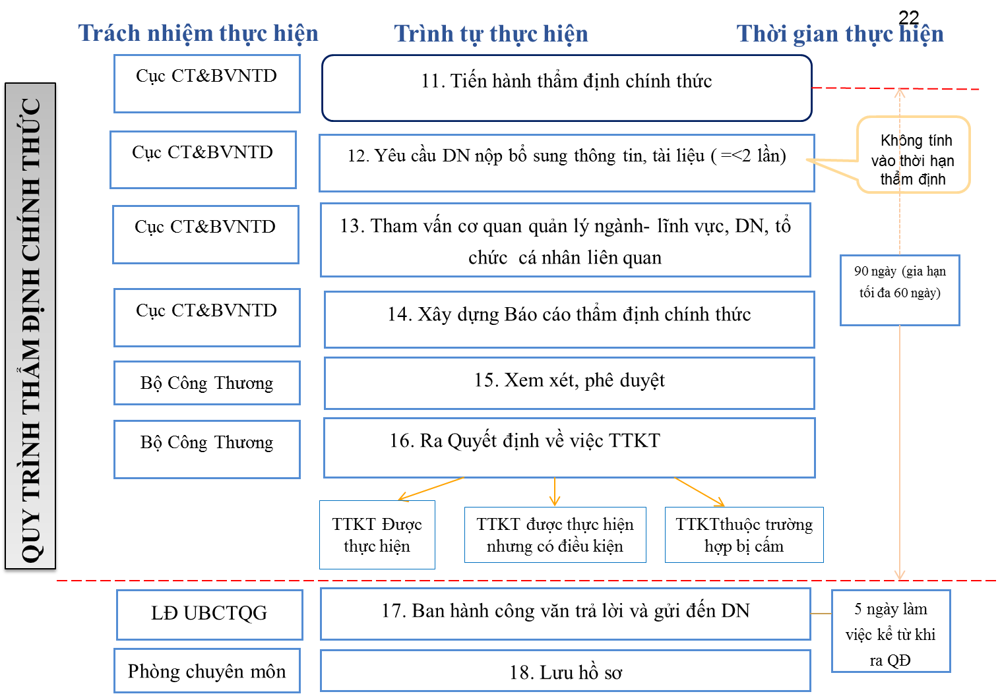 22
Trách nhiệm thực hiện
Trình tự thực hiện
Thời gian thực hiện
QUY TRÌNH THẨM ĐỊNH CHÍNH THỨC
Cục CT&BVNTD
11. Tiến hành thẩm định chính thức
Cục CT&BVNTD
12. Yêu cầu DN nộp bổ sung thông tin, tài liệu ( =<2 lần)
Không tính
vào thời hạn
thẩm định
Cục CT&BVNTD
13. Tham vấn cơ quan quản lý ngành- lĩnh vực, DN, tổ
chức cá nhân liên quan
90 ngày (gia hạn
tối đa 60 ngày)
Cục CT&BVNTD
14. Xây dựng Báo cáo thẩm định chính thức
Bộ Công Thương
15. Xem xét, phê duyệt
Bộ Công Thương
16. Ra Quyết định về việc TTKT
TTKT Được
thực hiện
TTKT được thực hiện
nhưng có điều kiện
TTKTthuộc trường
hợp bị cấm
LĐ UBCTQG
17. Ban hành công văn trả lời và gửi đến DN
5 ngày làm
việc kể từ khi
ra QĐ
Phòng chuyên môn
18. Lưu hồ sơ